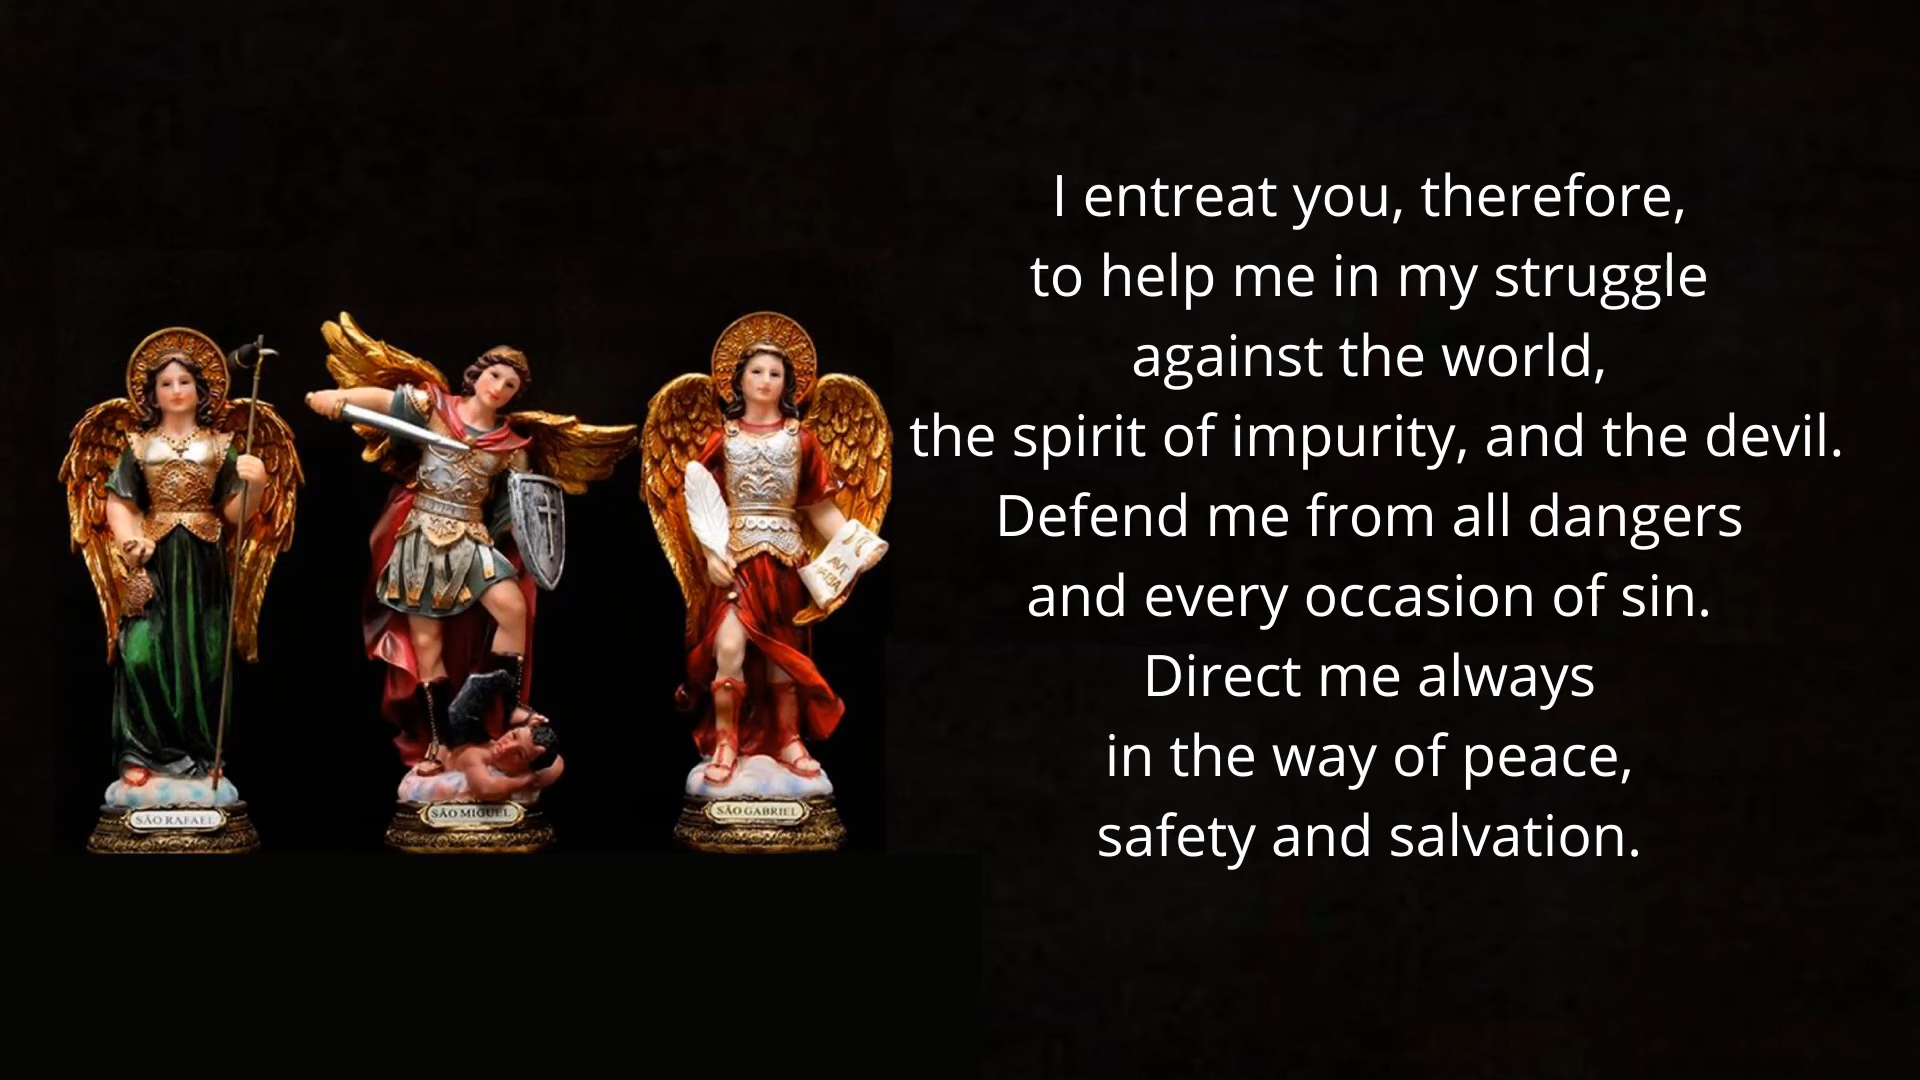 I entreat you, therefore,
to help me in my struggle
against the world,
the spirit of impurity, and the devil.
Defend me from all dangers
and every occasion of sin.
Direct me always
in the way of peace,
safety and salvation.
SÃO RAFAEL
SÃO MIGUEL
SÃO GABRIEL
AVE